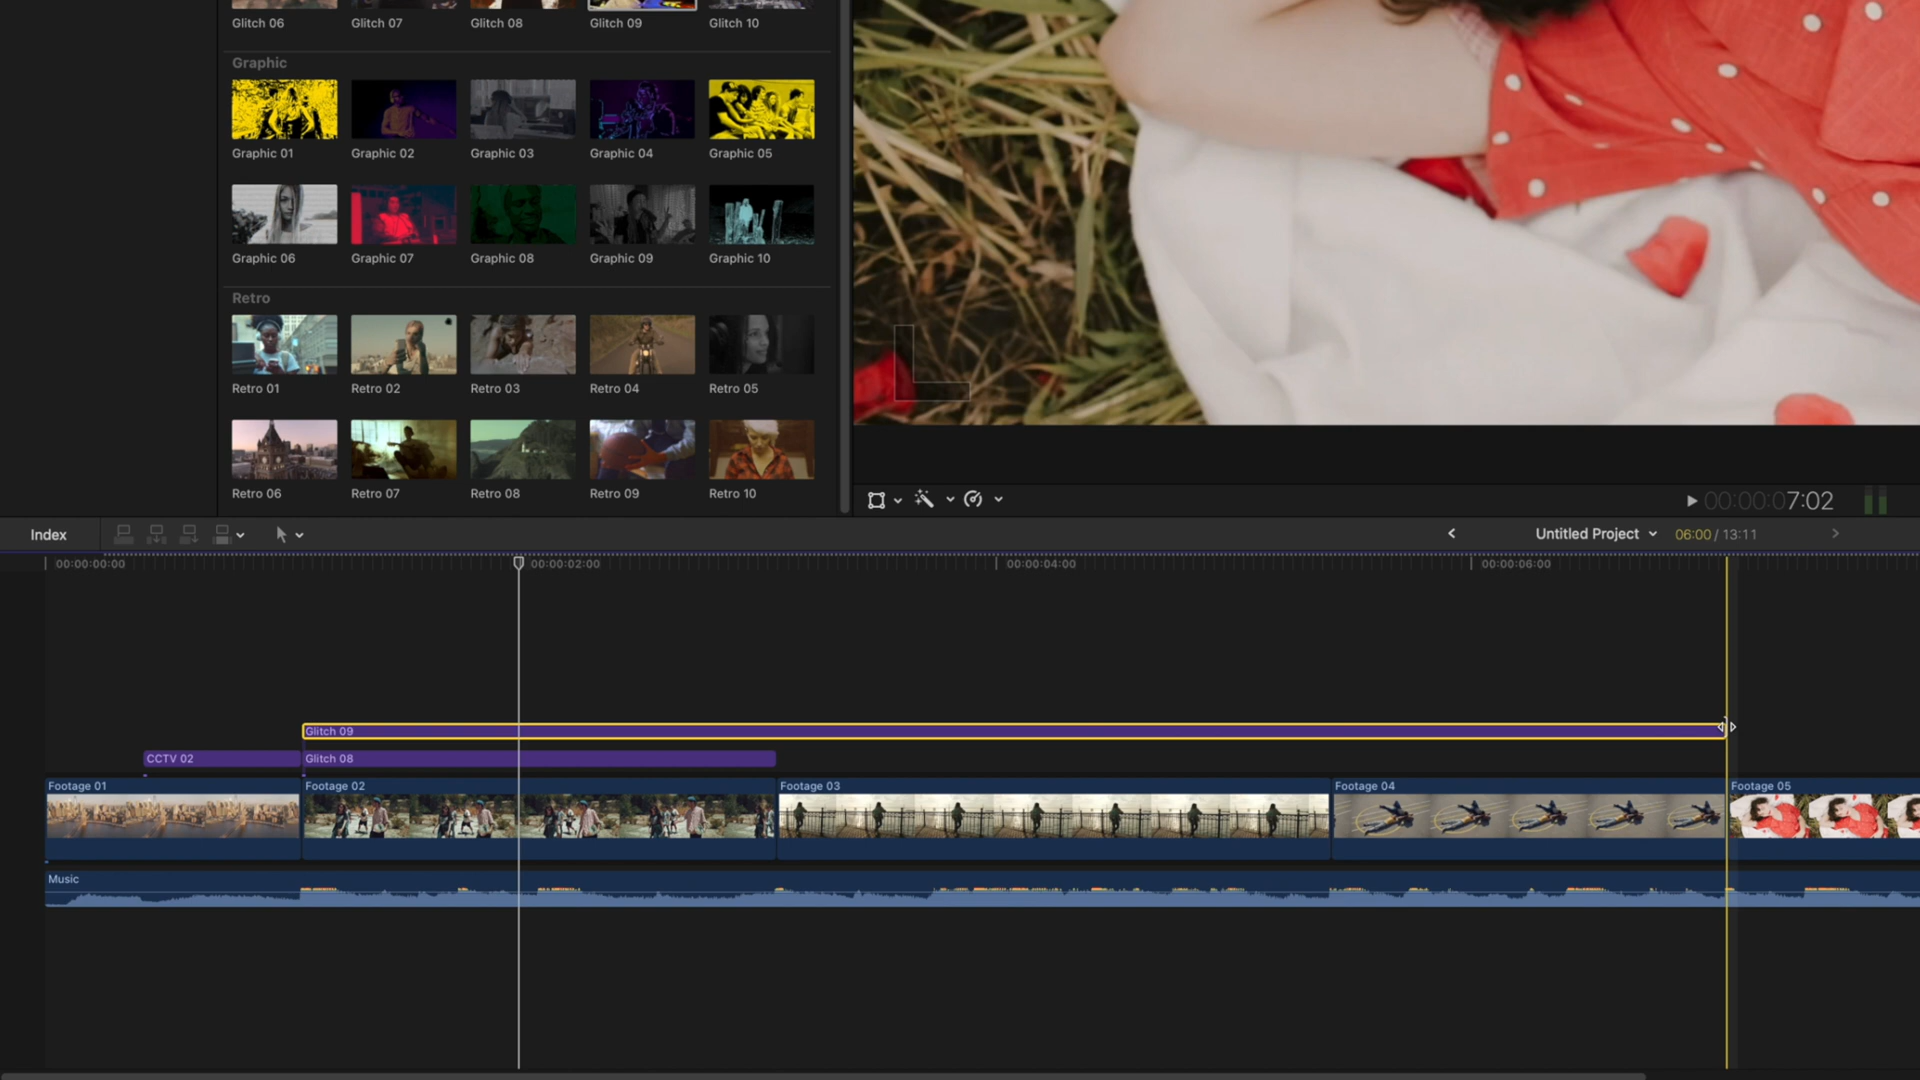 Glitch 06 Glitch 07 Glitch 08 Glitch 09 Glitch 10
Graphic
Graphic 01 Graphic 02 Graphic 03 Graphic 04 Graphic 05
Graphic 06 Graphic 07 Graphic 08 Graphic 09 Graphic 10
Retro
Retro 01 Retro 02 Retro 03 Retro 04 Retro 05
Retro 06 Retro 07 Retro 08 Retro 09 Retro 10
00:00:07:02
Index Untitled Project 06:00 / 13:11
00:00:00:00 00:00:02:00 00:00:04:00 00:00:06:00
Glitch 09
CCTV 02 Glitch 08
Footage 01 Footage 02 Footage 03 Footage 04 Footage 05
Music